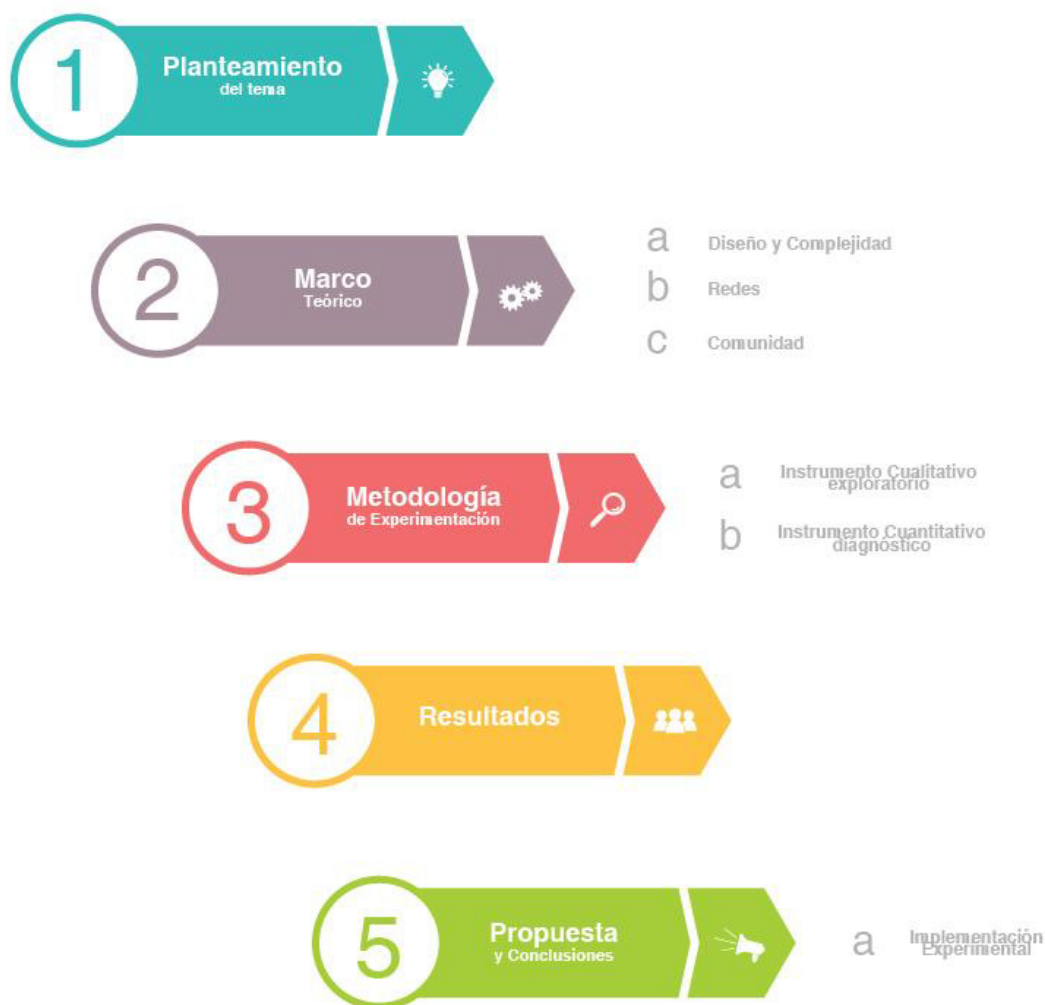 1
Planteamiento
del tema
2
Marco
Teórico
a Diseño y Complejidad
b Redes
c Comunidad
3
Metodología
de Experimentación
a Instrumento Cualitativo
exploratorio
b Instrumento Cuantitativo
diagnóstico
4
Resultados
5
Propuesta
y Conclusiones
a Implementación
Experimental